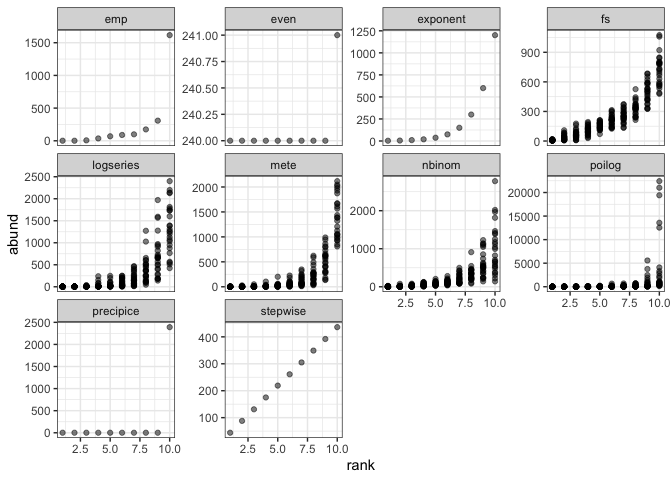 emp even exponent fs
1500 1000 500 0
241.00 240.75 240.50 240.25 240.00
1250 1000 750 500 250 0
900 600 300 0
logseries mete nbinom poilog
2500 2000 1500 1000 500 0
2000 1500 1000 500 0
2000 1000 0
20000 15000 10000 5000 0
2.5 5.0 7.5 10.0 2.5 5.0 7.5 10.0
precipice stepwise
2500 2000 1500 1000 500 0
400 300 200 100
2.5 5.0 7.5 10.0 2.5 5.0 7.5 10.0
abund
rank